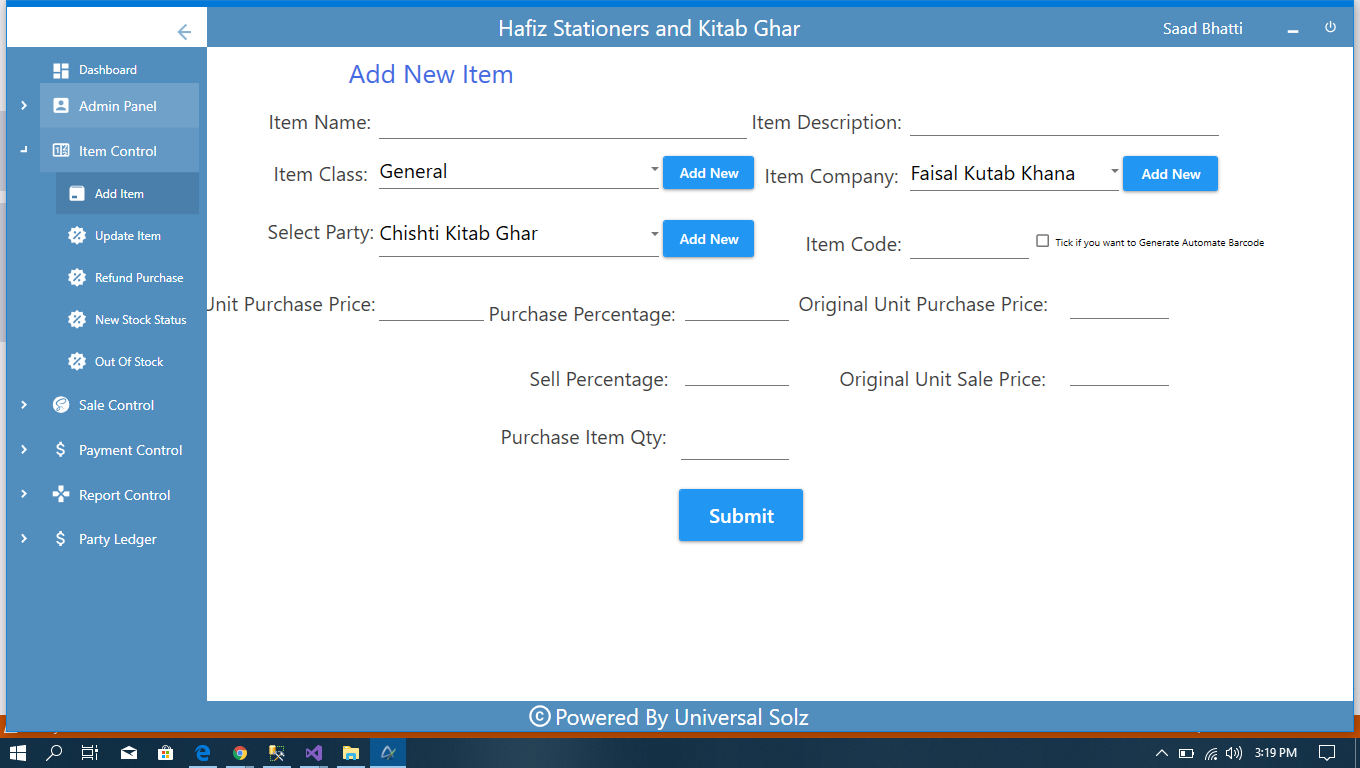 Hafiz Stationers and Kitab Ghar
Saad Bhatti
Dashboard
Admin Panel
Item Control
Add Item
Update Item
Refund Purchase
New Stock Status
Out Of Stock
Sale Control
Payment Control
Report Control
Party Ledger
Add New Item
Item Name:
Item Description:
Item Class: General Add New
Item Company: Faisal Kutab Khana Add New
Select Party: Chishti Kitab Ghar Add New
Item Code: Tick if you want to Generate Automate Barcode
Unit Purchase Price:
Purchase Percentage:
Original Unit Purchase Price:
Sell Percentage:
Original Unit Sale Price:
Purchase Item Qty:
Submit
© Powered By Universal Solz
3:19 PM